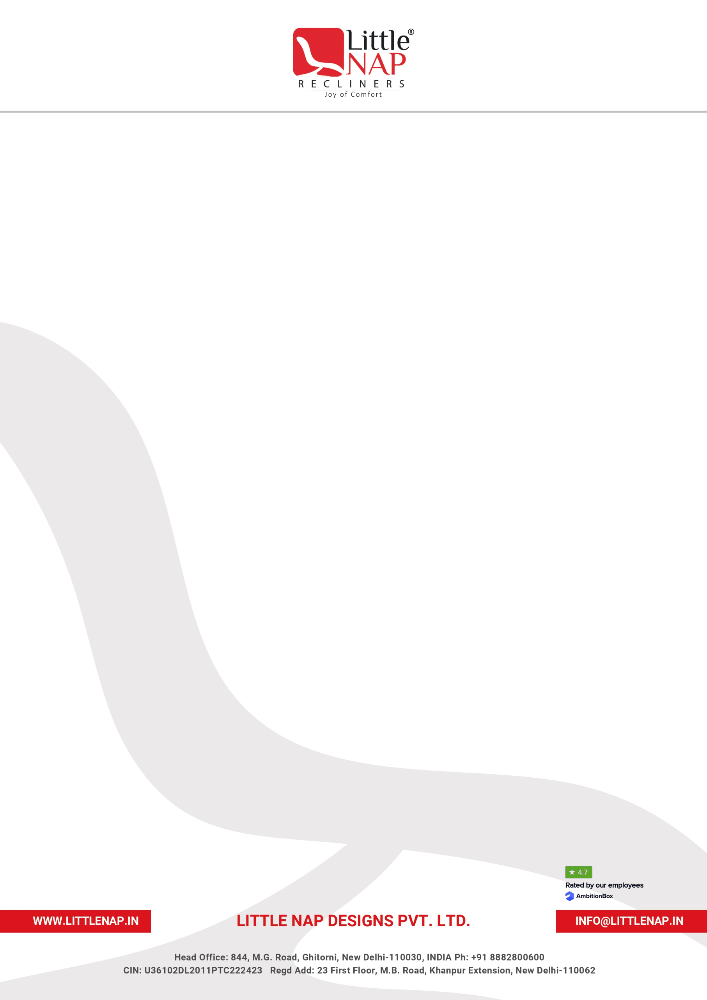 Little®
NAP
RECLINERS
Joy of Comfort
★ 4.7
Rated by our employees
AmbitionBox
WWW.LITTLENAP.IN
LITTLE NAP DESIGNS PVT. LTD.
INFO@LITTLENAP.IN
Head Office: 844, M.G. Road, Ghitorni, New Delhi-110030, INDIA Ph: +91 8882800600
CIN: U36102DL2011PTC222423 Regd Add: 23 First Floor, M.B. Road, Khanpur Extension, New Delhi-110062